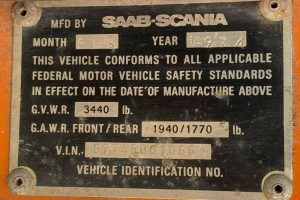 MFD BY SAAB-SCANIA
MONTH YEAR 1974
THIS VEHICLE CONFORMS TO ALL APPLICABLE
FEDERAL MOTOR VEHICLE SAFETY STANDARDS
IN EFFECT ON THE DATE OF MANUFACTURE ABOVE
G.V.W.R. 3440 lb.
G.A.W.R. FRONT/REAR 1940/1770 lb.
V.I.N.
VEHICLE IDENTIFICATION NO.